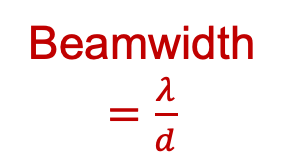 Beamwidth
= λ/d